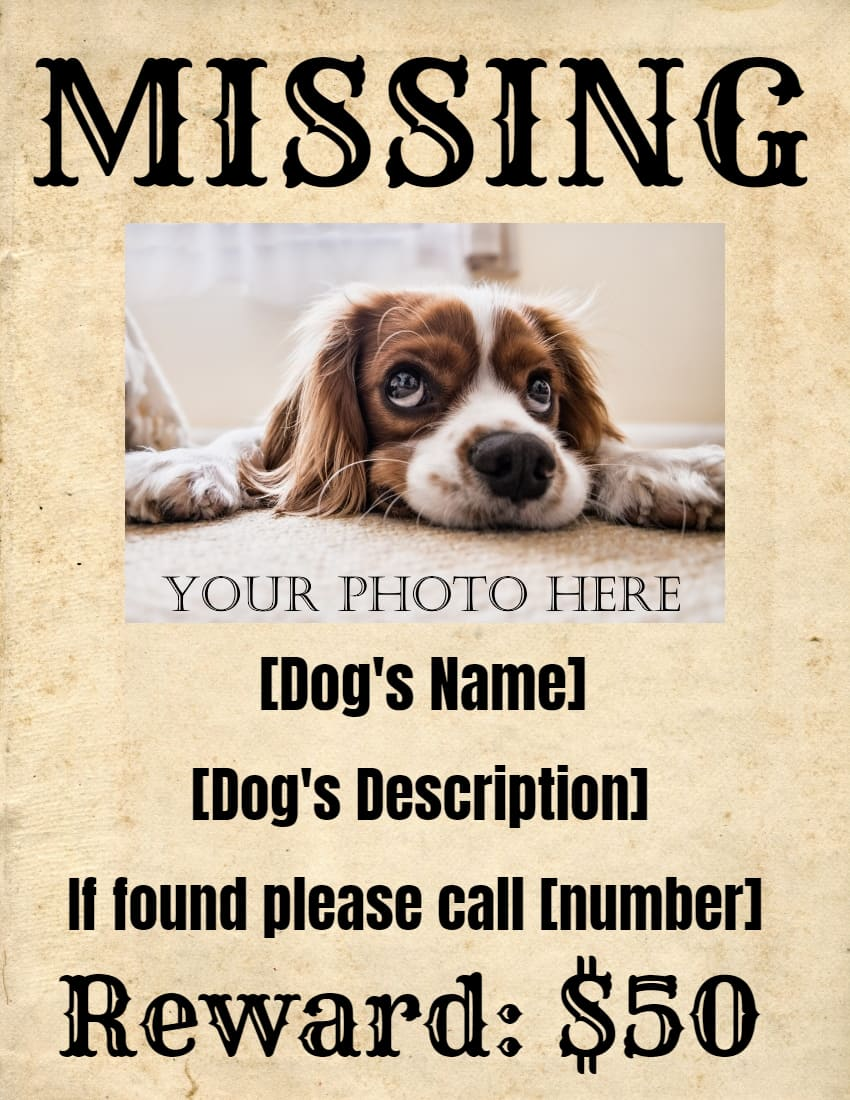 MISSING
YOUR PHOTO HERE
[Dog's Name]
[Dog's Description]
If found please call [number]
Reward: $50